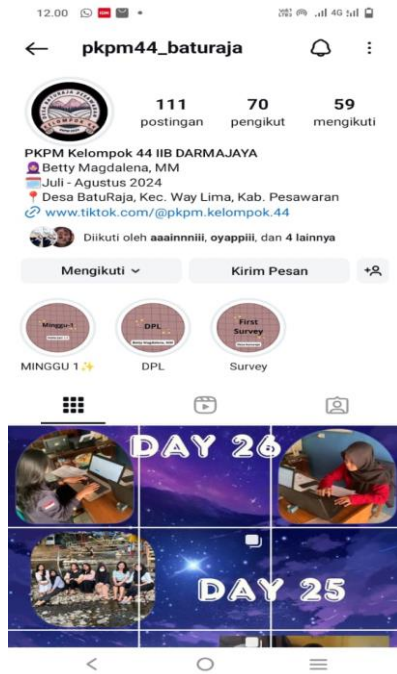 12.00
4G
pkpm44_baturaja
111 70 59
postingan pengikut mengikuti
PKPM Kelompok 44 IIB DARMAJAYA
Betty Magdalena, MM
Juli - Agustus 2024
Desa BatuRaja, Kec. Way Lima, Kab. Pesawaran
www.tiktok.com/@pkpm.kelompok.44
Diikuti oleh aaainnniii, oyappiii, dan 4 lainnya
Mengikuti Kirim Pesan
Minggu-1 DPL First
Survey
Betty Magdalena, MM
MINGGU 1 DPL Survey
DAY 26
DAY 25